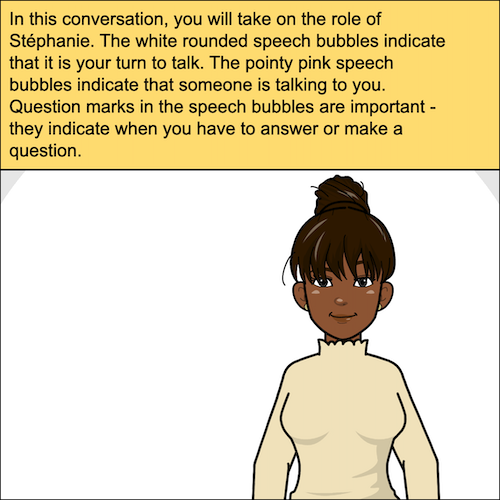 In this conversation, you will take on the role of
Stéphanie. The white rounded speech bubbles indicate
that it is your turn to talk. The pointy pink speech
bubbles indicate that someone is talking to you.
Question marks in the speech bubbles are important -
they indicate when you have to answer or make a
question.